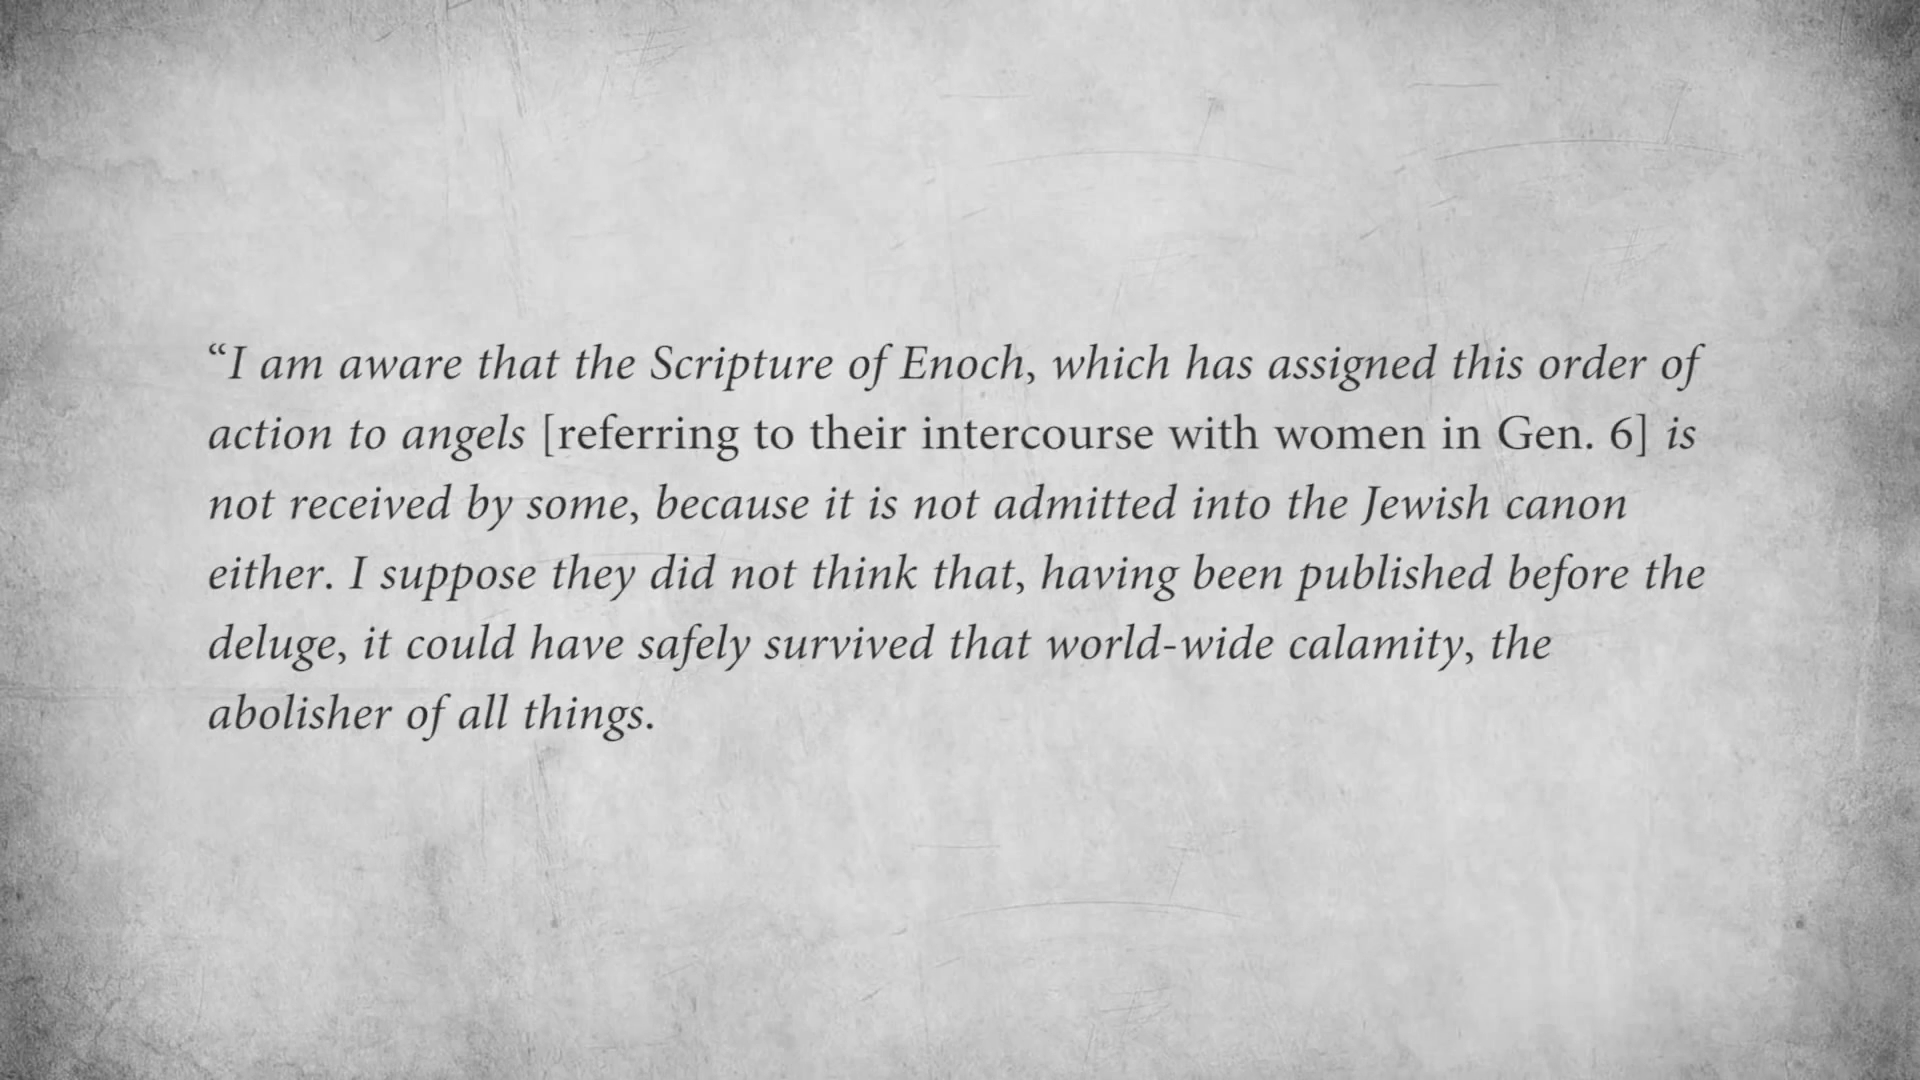 “I am aware that the Scripture of Enoch, which has assigned this order of
action to angels [referring to their intercourse with women in Gen. 6] is
not received by some, because it is not admitted into the Jewish canon
either. I suppose they did not think that, having been published before the
deluge, it could have safely survived that world-wide calamity, the
abolisher of all things.